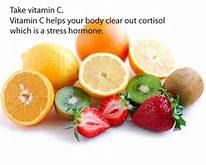 Take vitamin C.
Vitamin C helps your body clear out cortisol
which is a stress hormone.